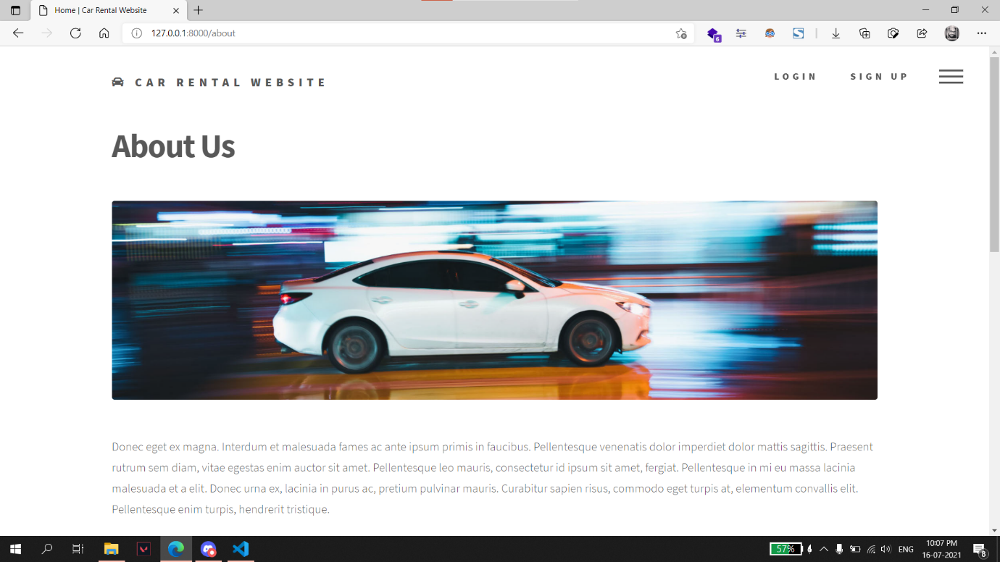 Home | Car Rental Website
127.0.0.1:8000/about
6
CAR RENTAL WEBSITE
LOGIN
SIGN UP
About Us
Donec eget ex magna. Interdum et malesuada fames ac ante ipsum primis in faucibus. Pellentesque venenatis dolor imperdiet dolor mattis sagittis. Praesent
rutrum sem diam, vitae egestas enim auctor sit amet. Pellentesque leo mauris, consectetur id ipsum sit amet, fergiat. Pellentesque in mi eu massa lacinia
malesuada et a elit. Donec urna ex, lacinia in purus ac, pretium pulvinar mauris. Curabitur sapien risus, commodo eget turpis at, elementum convallis elit.
Pellentesque enim turpis, hendrerit tristique.
57%
ENG
10:07 PM
16-07-2021
8